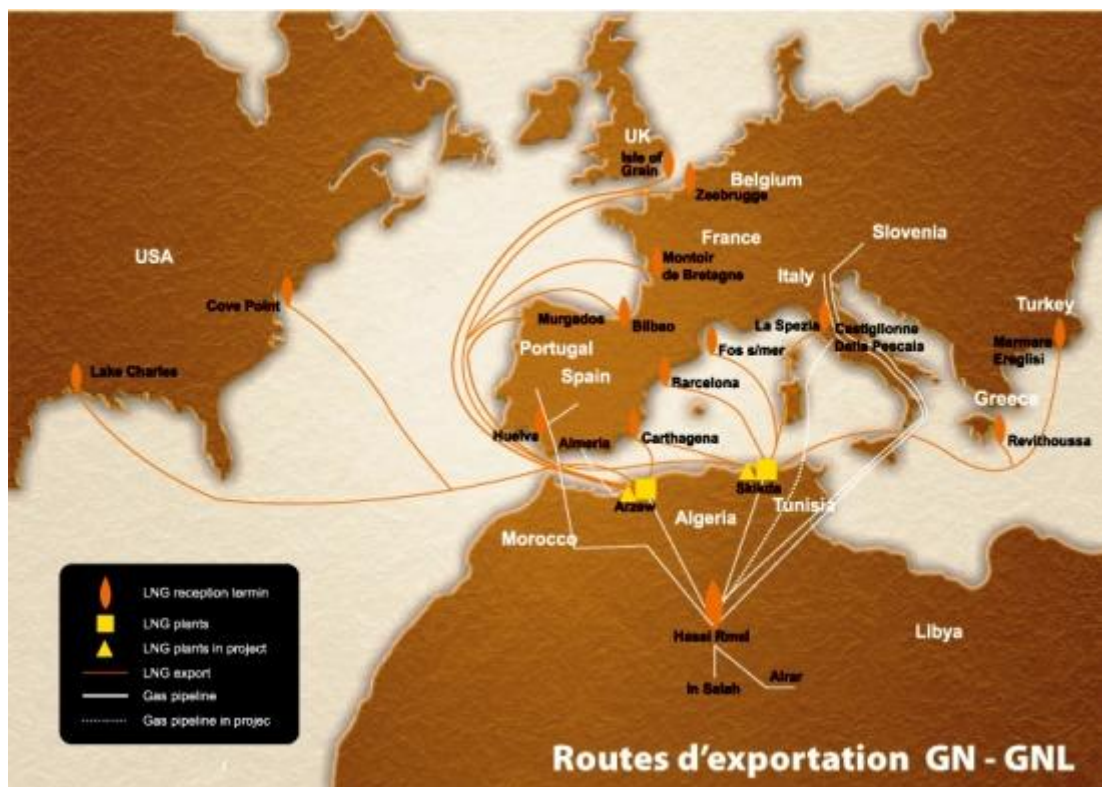 UK
Isle of
Grain
Belgium
Zeebrugge
France
Slovenia
USA
Montoir
de Bretagne
Italy
Cove Point
Turkey
Murgados
Bilbao
La Spezia
Castiglionne
Della Pescaia
Marmara
Ereglisi
Portugal
Fos s/mer
Lake Charles
Spain
Barcelona
Greece
Huelva
Almeria
Carthagena
Revithoussa
Skikda
Arzew
Algeria
Tunisia
Morocco
LNG reception termin
LNG plants
LNG plants in project
LNG export
Gas pipeline
Gas pipeline in projec
Hassi Rmel
Libya
In Salah
Alrar
Routes d'exportation GN - GNL